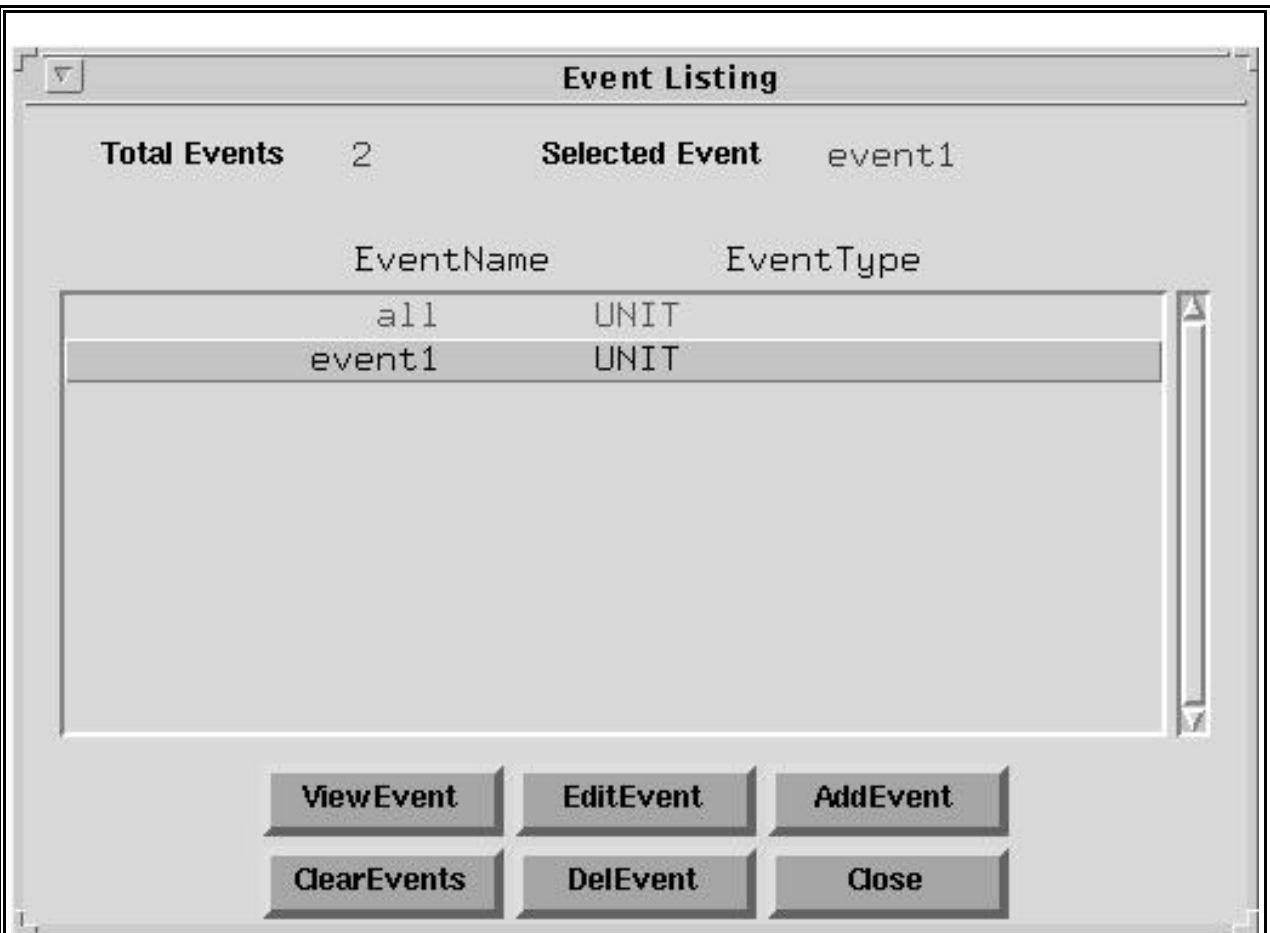 Event Listing
Total Events 2 Selected Event event1
EventName EventType
all UNIT
event1 UNIT
ViewEvent EditEvent AddEvent
ClearEvents DelEvent Close